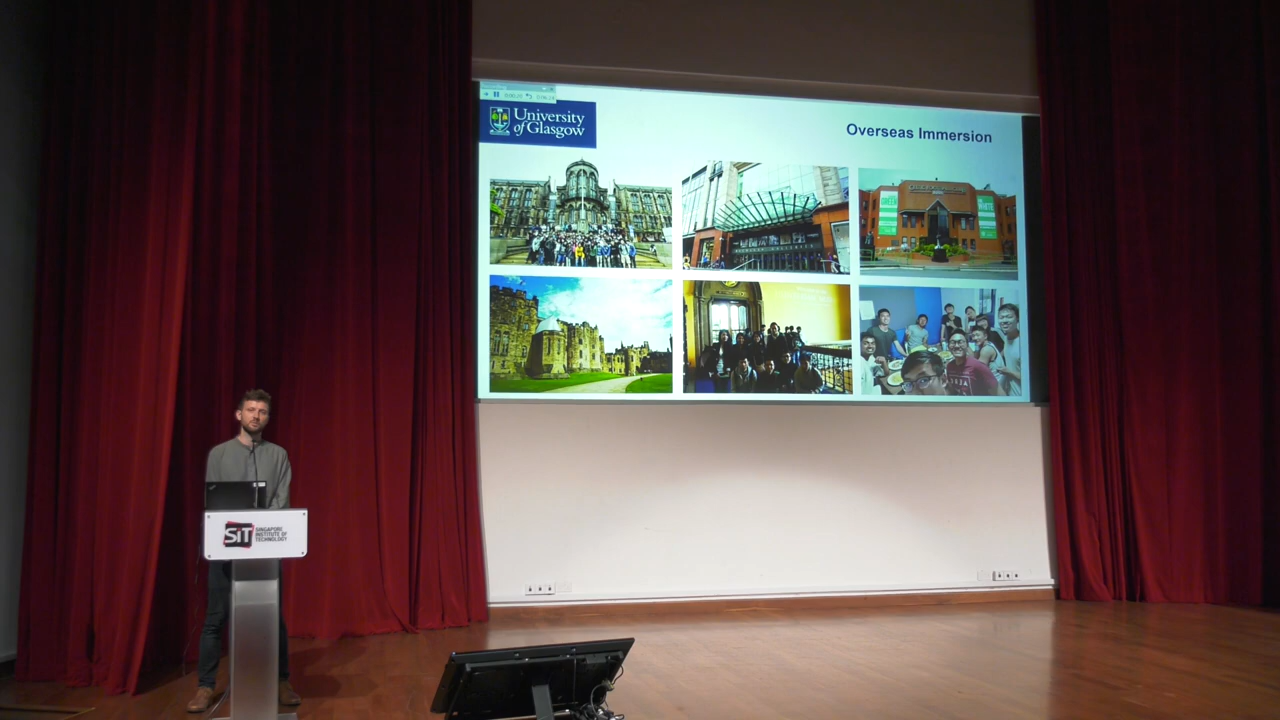 University
of Glasgow
Overseas Immersion
SiT
SINGAPORE
INSTITUTE OF
TECHNOLOGY